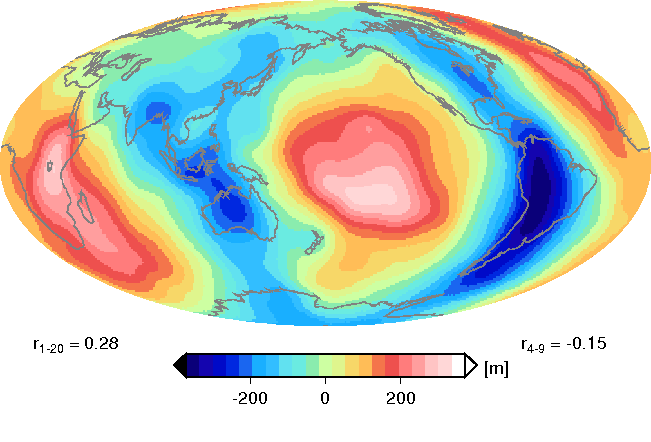 r1-20 = 0.28
r4-9 = -0.15
[m]
-200 0 200